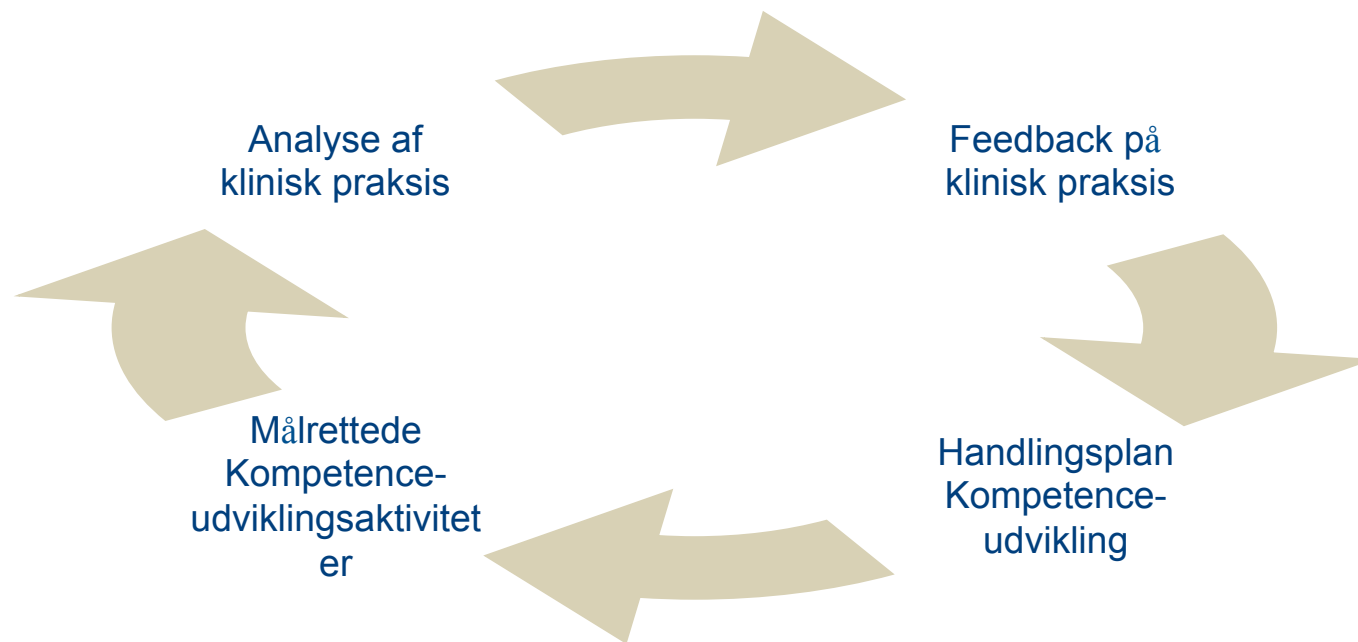 Analyse af
klinisk praksis
Feedback på
klinisk praksis
Handlingsplan
Kompetence-
udvikling
Målrettede
Kompetence-
udviklingsaktivitet
er